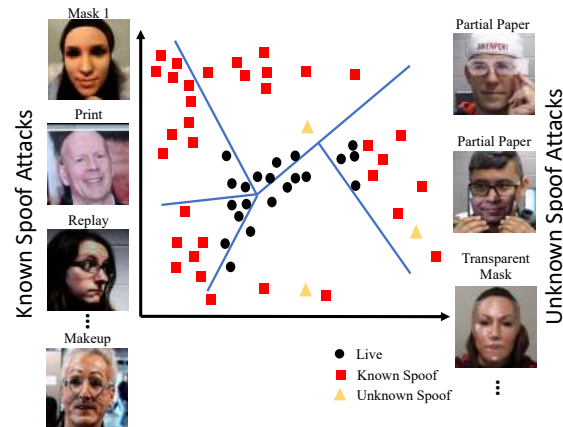 Mask 1
Print
Replay
Makeup
Known Spoof Attacks
Partial Paper
DAVENPORT
Partial Paper
Transparent
Mask
Unknown Spoof Attacks
Live
Known Spoof
Unknown Spoof